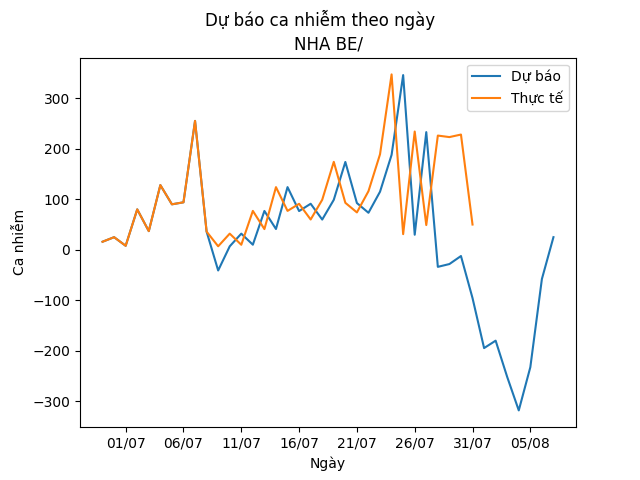 Dự báo ca nhiễm theo ngày
NHA BE/
Dự báo
Thực tế
Ca nhiễm
300
200
100
0
−100
−200
−300
01/07 06/07 11/07 16/07 21/07 26/07 31/07 05/08
Ngày